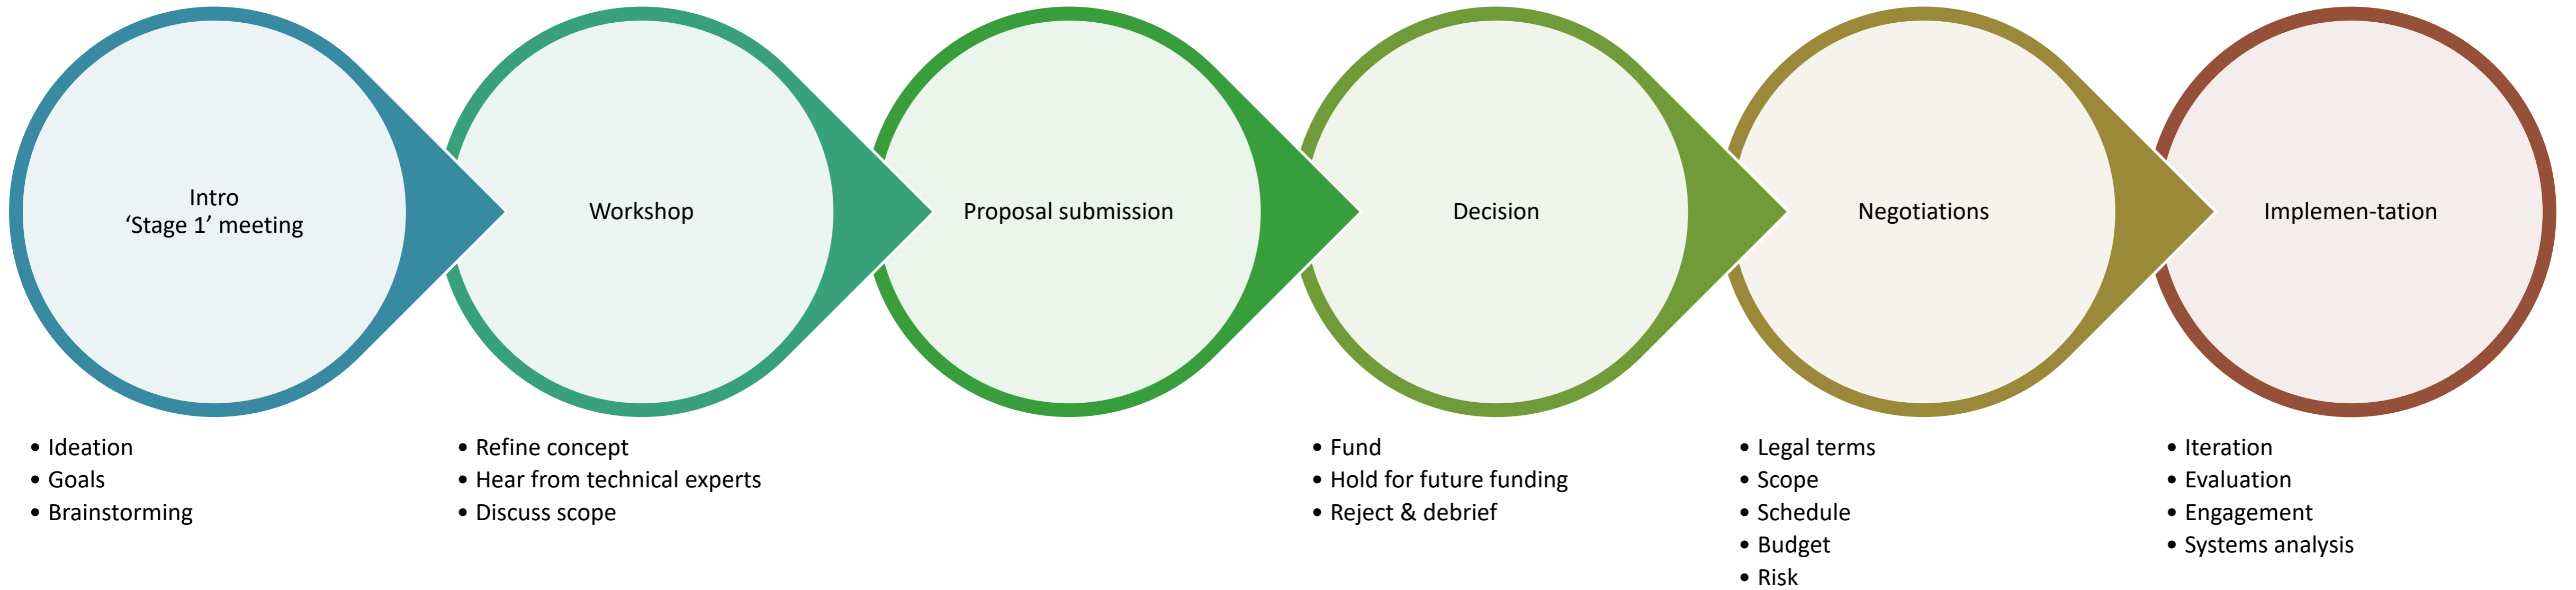 Intro
‘Stage 1’ meeting
Workshop
Proposal submission
Decision
Negotiations
Implemen-tation
• Ideation
• Goals
• Brainstorming
• Refine concept
• Hear from technical experts
• Discuss scope
• Fund
• Hold for future funding
• Reject & debrief
• Legal terms
• Scope
• Schedule
• Budget
• Risk
• Iteration
• Evaluation
• Engagement
• Systems analysis